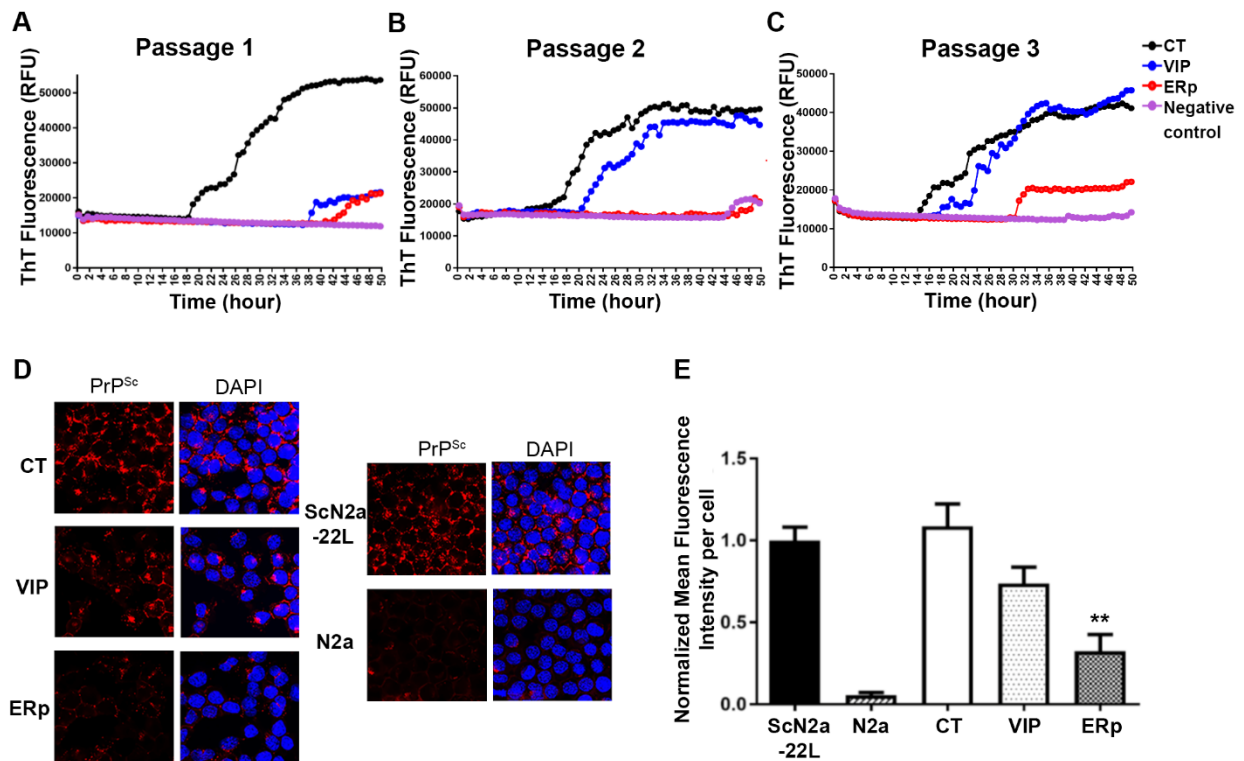 A
Passage 1
ThT Fluorescence (RFU)
50000
40000
30000
20000
10000
0
0 2 4 6 8 10 12 14 16 18 20 22 24 26 28 30 32 34 36 38 40 42 44 46 48 50
Time (hour)
B
Passage 2
ThT Fluorescence (RFU)
60000
50000
40000
30000
20000
10000
0
0 2 4 6 8 10 12 14 16 18 20 22 24 26 28 30 32 34 36 38 40 42 44 46 48 50
Time (hour)
C
Passage 3
ThT Fluorescence (RFU)
50000
40000
30000
20000
10000
0
0 2 4 6 8 10 12 14 16 18 20 22 24 26 28 30 32 34 36 38 40 42 44 46 48 50
Time (hour)
CT
VIP
ERp
Negative
control
D
PrPSc DAPI
CT
VIP
ERp
PrPSc DAPI
ScN2a
-22L
N2a
E
Normalized Mean Fluorescence
Intensity per cell
1.5
1.0
0.5
0.0
**
ScN2a N2a CT VIP ERp
-22L